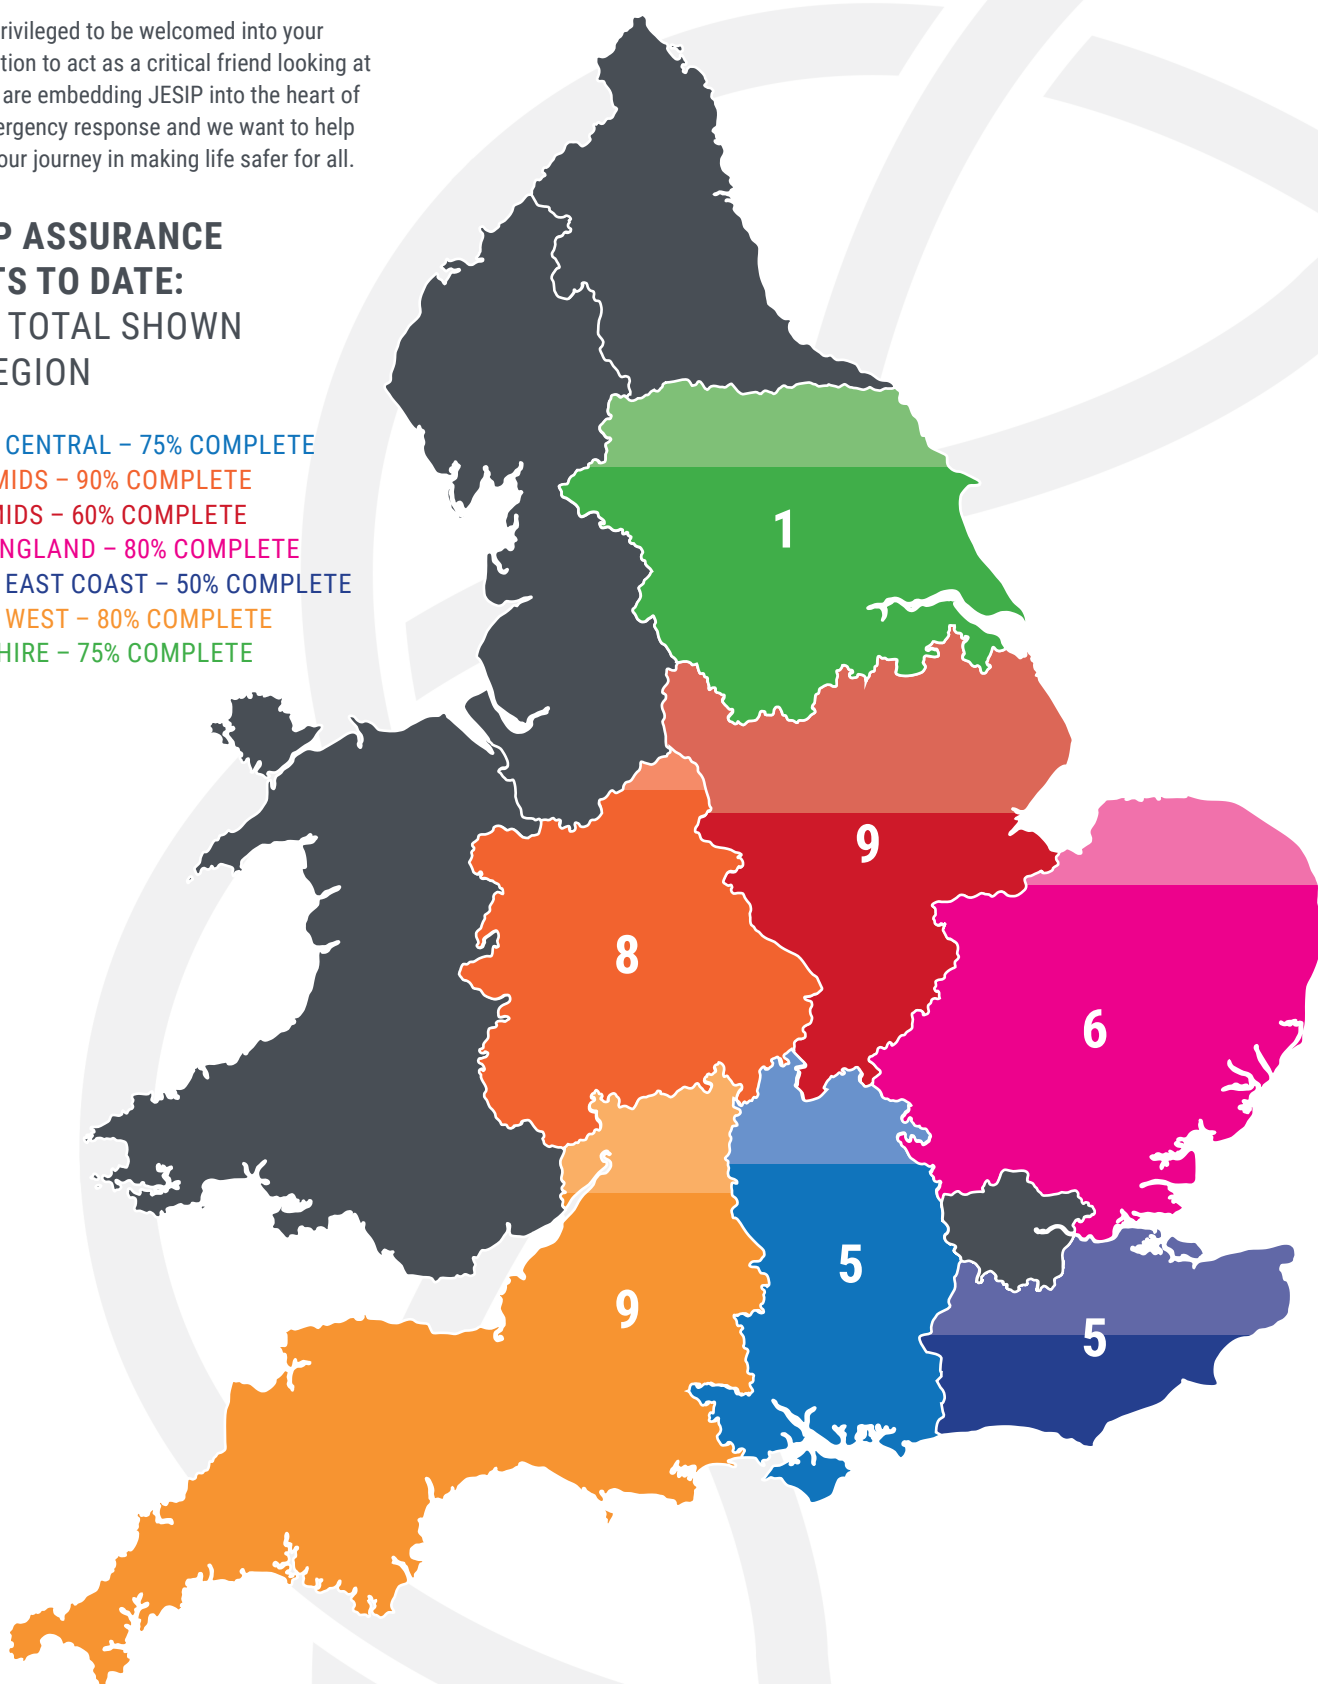 rivileged to be welcomed into your
tion to act as a critical friend looking at
are embedding JESIP into the heart of
ergency response and we want to help
our journey in making life safer for all.
P ASSURANCE
TS TO DATE:
TOTAL SHOWN
EGION
CENTRAL – 75% COMPLETE
MIDS – 90% COMPLETE
MIDS – 60% COMPLETE
NGLAND – 80% COMPLETE
EAST COAST – 50% COMPLETE
WEST – 80% COMPLETE
HIRE – 75% COMPLETE
1
9
8
6
5
9
5